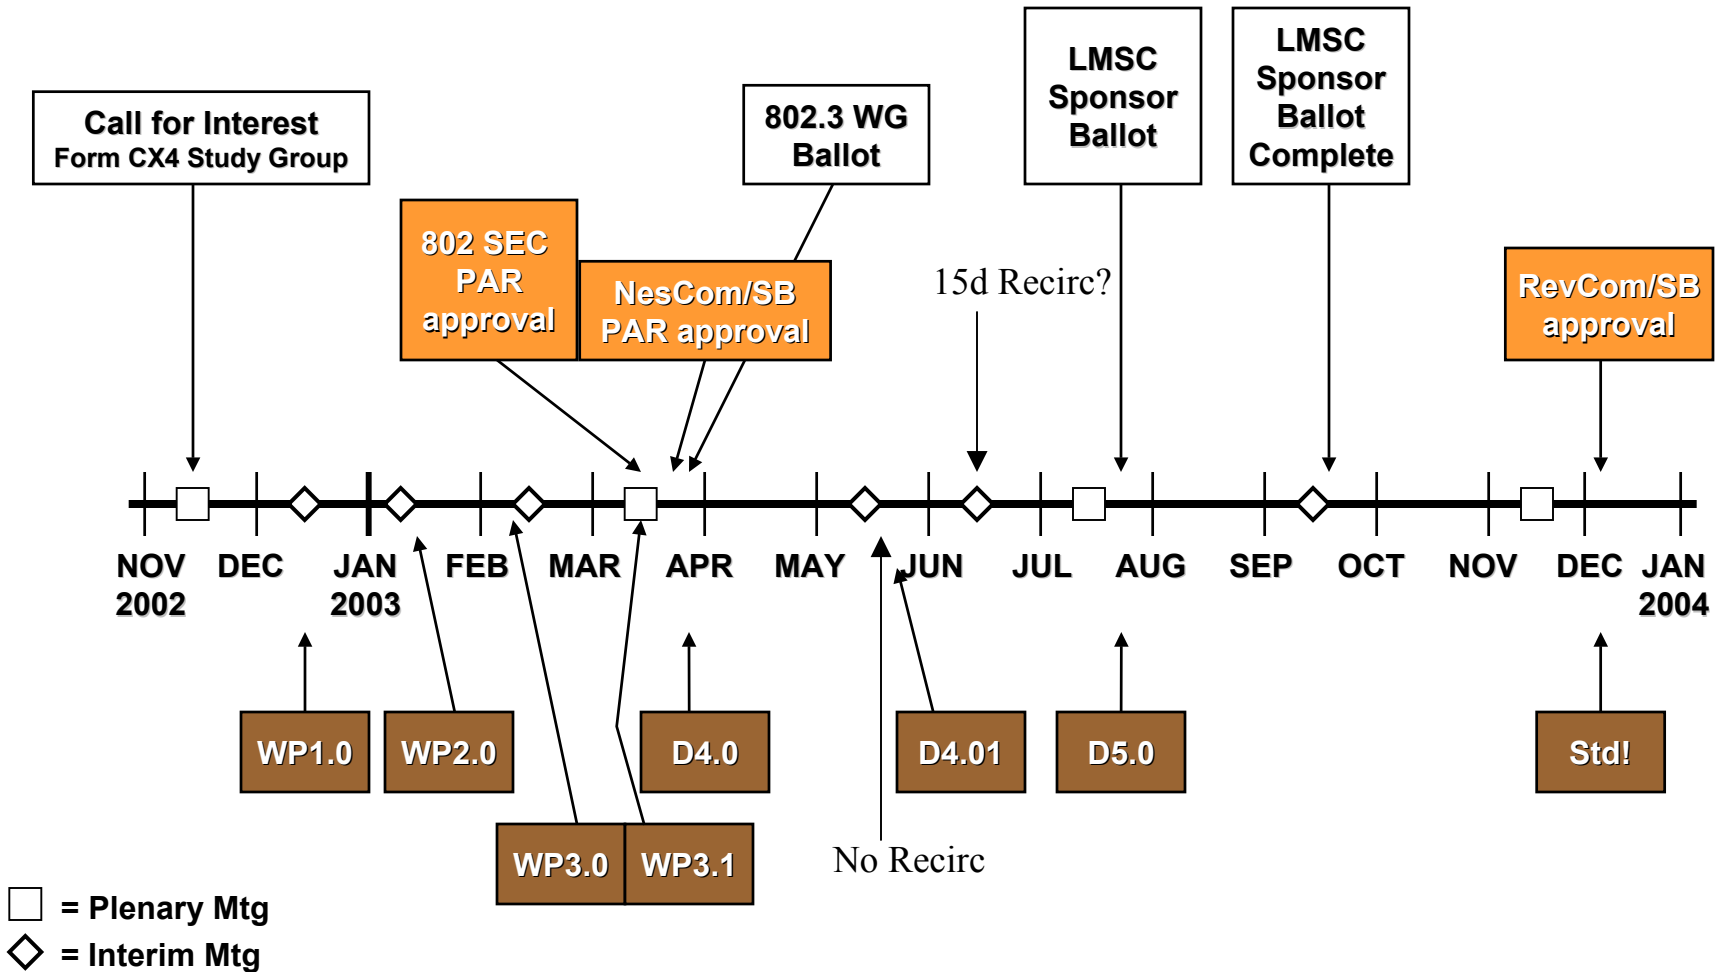 Call for Interest
Form CX4 Study Group
802 SEC
PAR
approval
NesCom/SB
PAR approval
802.3 WG
Ballot
15d Recirc?
LMSC
Sponsor
Ballot
LMSC
Sponsor
Ballot
Complete
RevCom/SB
approval
NOV
2002
DEC
JAN
2003
FEB
MAR
APR
MAY
JUN
JUL
AUG
SEP
OCT
NOV
DEC
JAN
2004
WP1.0
WP2.0
WP3.0
WP3.1
D4.0
No Recirc
D4.01
D5.0
Std!
= Plenary Mtg
= Interim Mtg